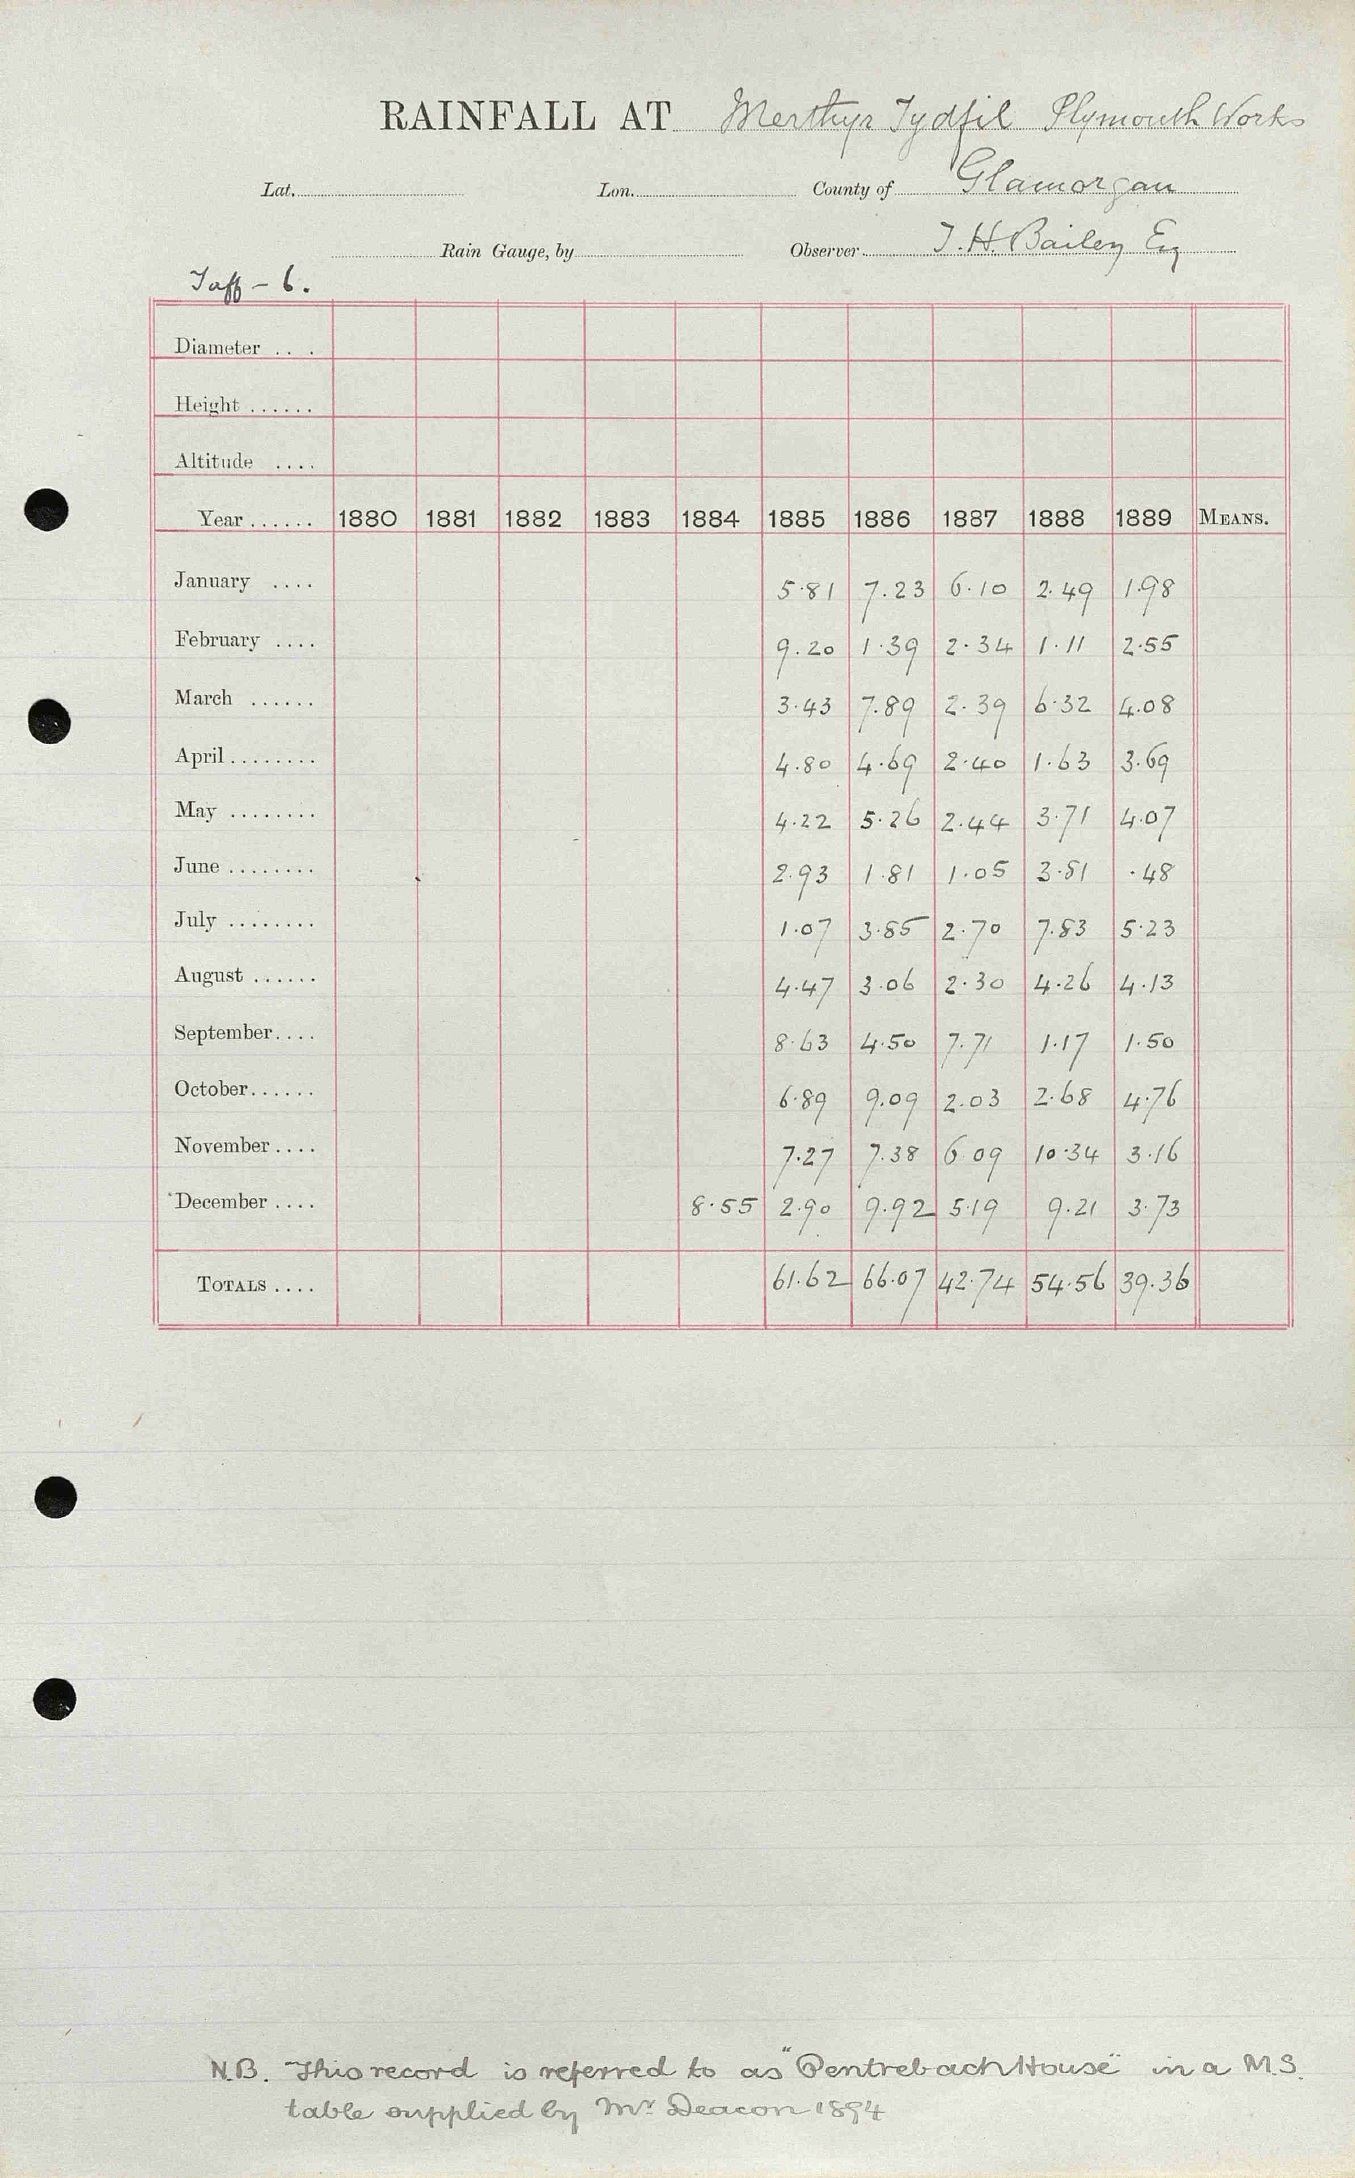 RAINFALL AT Merthyr Tydfil Plymouth Works
Lat. Lon. County of Glamorgan
Rain Gauge, by Observer T. H. Bailey Esq
Taff - 6.
Diameter . . .
Height ......
Altitude ....
Year ...... 1880 1881 1882 1883 1884 1885 1886 1887 1888 1889 MEANS.
January .... 5.81 7.23 6.10 2.49 1.98
February .... 9.20 1.39 2.34 1.11 2.55
March ...... 3.43 7.89 2.39 6.32 4.08
April ........ 4.80 4.69 2.40 1.63 3.69
May ........ 4.22 5.26 2.44 3.71 4.07
June ........ 2.93 1.81 1.05 3.81 .48
July ........ 1.07 3.85 2.70 7.83 5.23
August ...... 4.47 3.06 2.30 4.26 4.13
September.... 8.63 4.50 7.71 1.17 1.50
October...... 6.89 9.09 2.03 2.68 4.76
November .... 7.27 7.38 6.09 10.34 3.16
December .... 8.55 2.90 9.92 5.19 9.21 3.73
TOTALS .... 61.62 66.07 42.74 54.56 39.36
N.B. This record is referred to as "Pentrebach House" in a M.S.
table supplied by Mr Deacon 1894